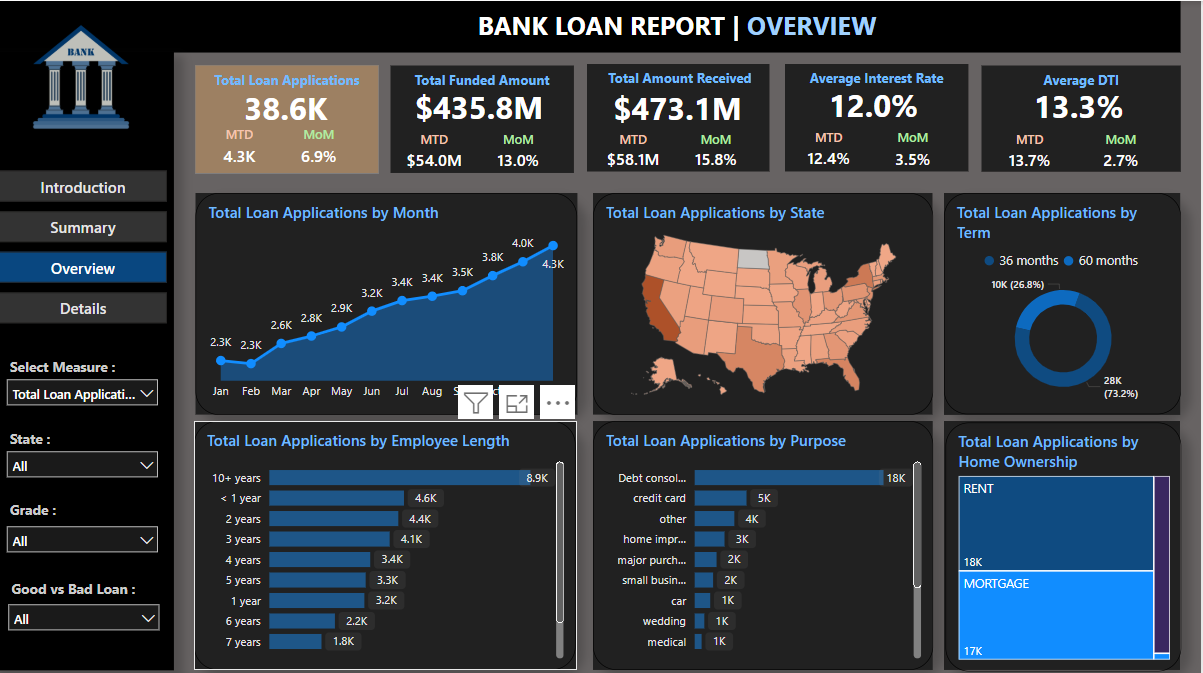 BANK LOAN REPORT | OVERVIEW
BANK
Introduction
Summary
Overview
Details
Select Measure :
Total Loan Applicati...
State :
All
Grade :
All
Good vs Bad Loan :
All
Total Loan Applications
38.6K
MTD MoM
4.3K 6.9%
Total Funded Amount
$435.8M
MTD MoM
$54.0M 13.0%
Total Amount Received
$473.1M
MTD MoM
$58.1M 15.8%
Average Interest Rate
12.0%
MTD MoM
12.4% 3.5%
Average DTI
13.3%
MTD MoM
13.7% 2.7%
Total Loan Applications by Month
2.3K 2.3K 2.6K 2.8K 2.9K 3.2K 3.4K 3.4K 3.5K 3.8K 4.0K 4.3K
Jan Feb Mar Apr May Jun Jul Aug
Total Loan Applications by State
Total Loan Applications by
Term
36 months 60 months
10K (26.8%)
28K
(73.2%)
Total Loan Applications by Employee Length
10+ years 8.9K
< 1 year 4.6K
2 years 4.4K
3 years 4.1K
4 years 3.4K
5 years 3.3K
1 year 3.2K
6 years 2.2K
7 years 1.8K
Total Loan Applications by Purpose
Debt consol... 18K
credit card 5K
other 4K
home impr... 3K
major purch... 2K
small busin... 2K
car 1K
wedding 1K
medical 1K
Total Loan Applications by
Home Ownership
RENT
18K
MORTGAGE
17K